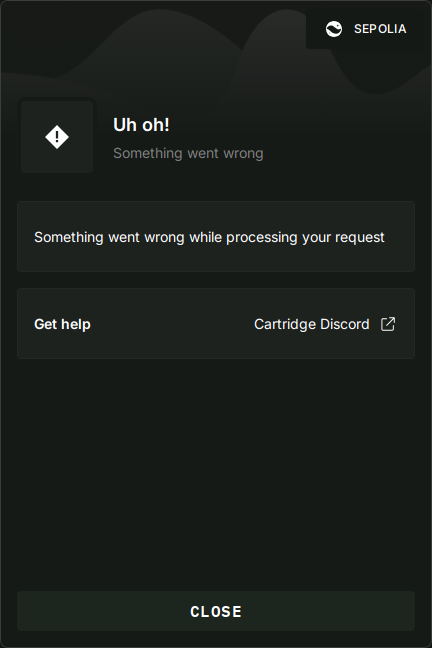 SEPOLIA
Uh oh!
Something went wrong
Something went wrong while processing your request
Get help
Cartridge Discord
CLOSE